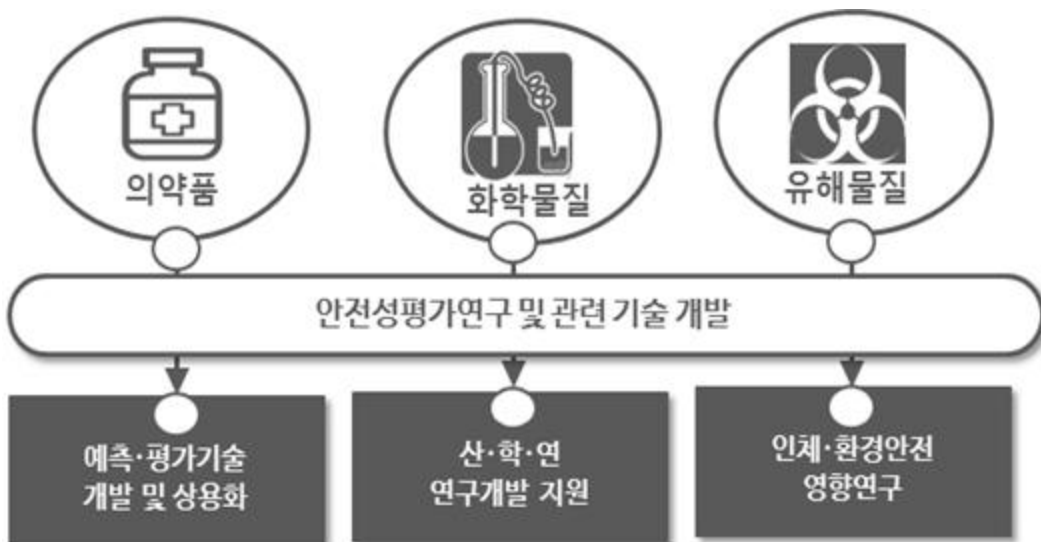 의약품
화학물질
유해물질
안전성평가연구 및 관련 기술 개발
예측·평가기술
개발 및 상용화
산·학·연
연구개발 지원
인체·환경안전
영향연구